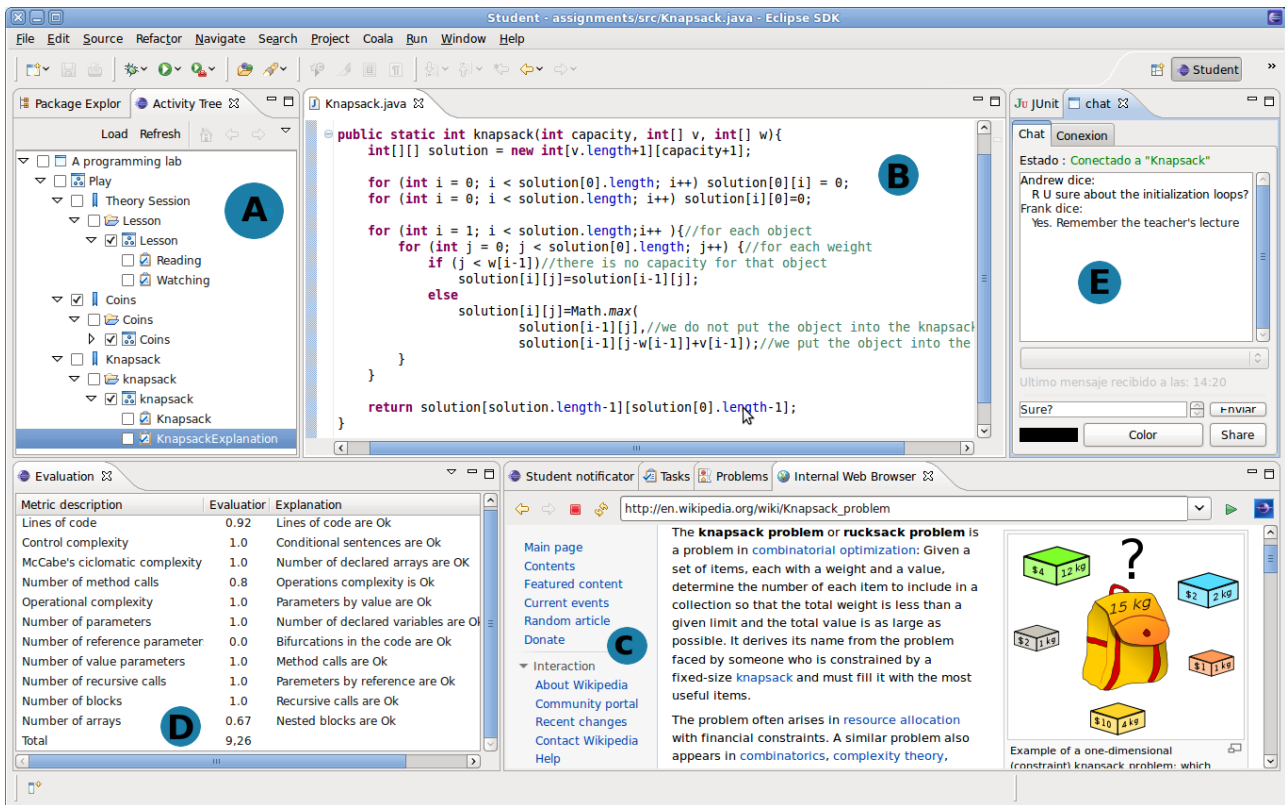 Student - assignments/src/Knapsack.java - Eclipse SDK
File Edit Source Refactor Navigate Search Project Coala Run Window Help
Student »
Package Explor Activity Tree
Load Refresh
A programming lab
Play
Theory Session
Lesson
Lesson
Reading
Watching
Coins
Coins
Coins
Knapsack
knapsack
knapsack
Knapsack
KnapsackExplanation
A
Knapsack.java
public static int knapsack(int capacity, int[] v, int[] w){
int[][] solution = new int[v.length+1][capacity+1];
for (int i = 0; i < solution[0].length; i++) solution[0][i] = 0;
for (int i = 0; i < solution.length; i++) solution[i][0]=0;
for (int i = 1; i < solution.length;i++ ){//for each object
for (int j = 0; j < solution[0].length; j++) {//for each weight
if (j < w[i-1])//there is no capacity for that object
solution[i][j]=solution[i-1][j];
else
solution[i][j]=Math.max(
solution[i-1][j],//we do not put the object into the knapsack
solution[i-1][j-w[i-1]]+v[i-1]);//we put the object into the
}
}
return solution[solution.length-1][solution[0].length-1];
}
B
JUnit chat
Chat Conexion
Estado : Conectado a "Knapsack"
Andrew dice:
R U sure about the initialization loops?
Frank dice:
Yes. Remember the teacher's lecture
E
Ultimo mensaje recibido a las: 14:20
Sure? Enviar
Color Share
Evaluation
Metric description Evaluation Explanation
Lines of code 0.92 Lines of code are Ok
Control complexity 1.0 Conditional sentences are Ok
McCabe's ciclomatic complexity 1.0 Number of declared arrays are OK
Number of method calls 0.8 Operations complexity is Ok
Operational complexity 1.0 Parameters by value are Ok
Number of parameters 1.0 Number of declared variables are Ok
Number of reference parameter 0.0 Bifurcations in the code are Ok
Number of value parameters 1.0 Method calls are Ok
Number of recursive calls 1.0 Paremeters by reference are Ok
Number of blocks 1.0 Recursive calls are Ok
Number of arrays 0.67 Nested blocks are Ok
Total 9,26
D
Student notificator Tasks Problems Internal Web Browser
http://en.wikipedia.org/wiki/Knapsack_problem
Main page
Contents
Featured content
Current events
Random article
Donate
Interaction
About Wikipedia
Community portal
Recent changes
Contact Wikipedia
Help
C
The knapsack problem or rucksack problem is
a problem in combinatorial optimization: Given a
set of items, each with a weight and a value,
determine the number of each item to include in a
collection so that the total weight is less than a
given limit and the total value is as large as
possible. It derives its name from the problem
faced by someone who is constrained by a
fixed-size knapsack and must fill it with the most
useful items.
The problem often arises in resource allocation
with financial constraints. A similar problem also
appears in combinatorics, complexity theory,
?
$4 12 kg
$2 2 kg
15 kg
$2 1 kg
$1 1 kg
$10 4 kg
Example of a one-dimensional
(constraint) knapsack problem: which